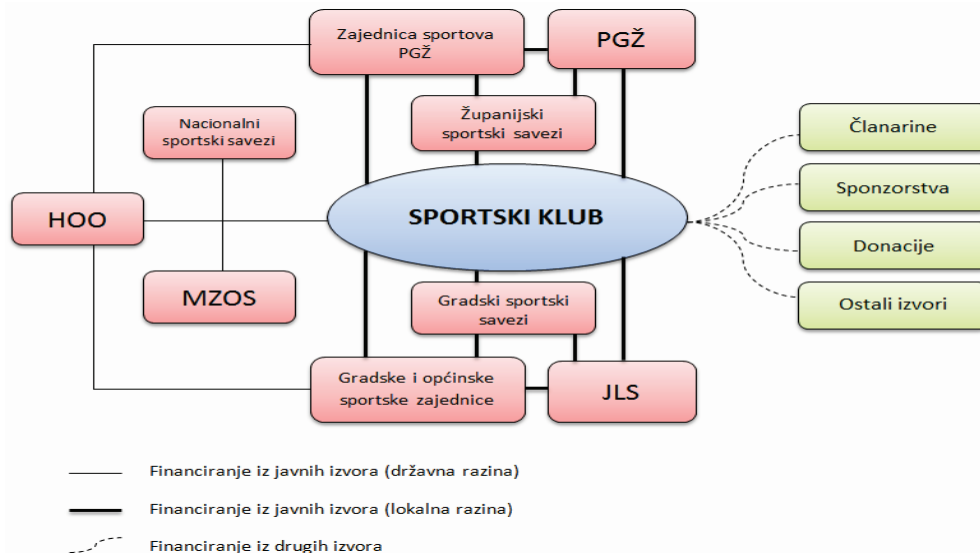 Zajednica sportova
PGŽ
PGŽ
Županijski
sportski savezi
Nacionalni
sportski savezi
Članarine
Sponzorstva
HOO
SPORTSKI KLUB
Donacije
MZOS
Gradski sportski
savezi
Ostali izvori
Gradske i općinske
sportske zajednice
JLS
Financiranje iz javnih izvora (državna razina)
Financiranje iz javnih izvora (lokalna razina)
Financiranje iz drugih izvora